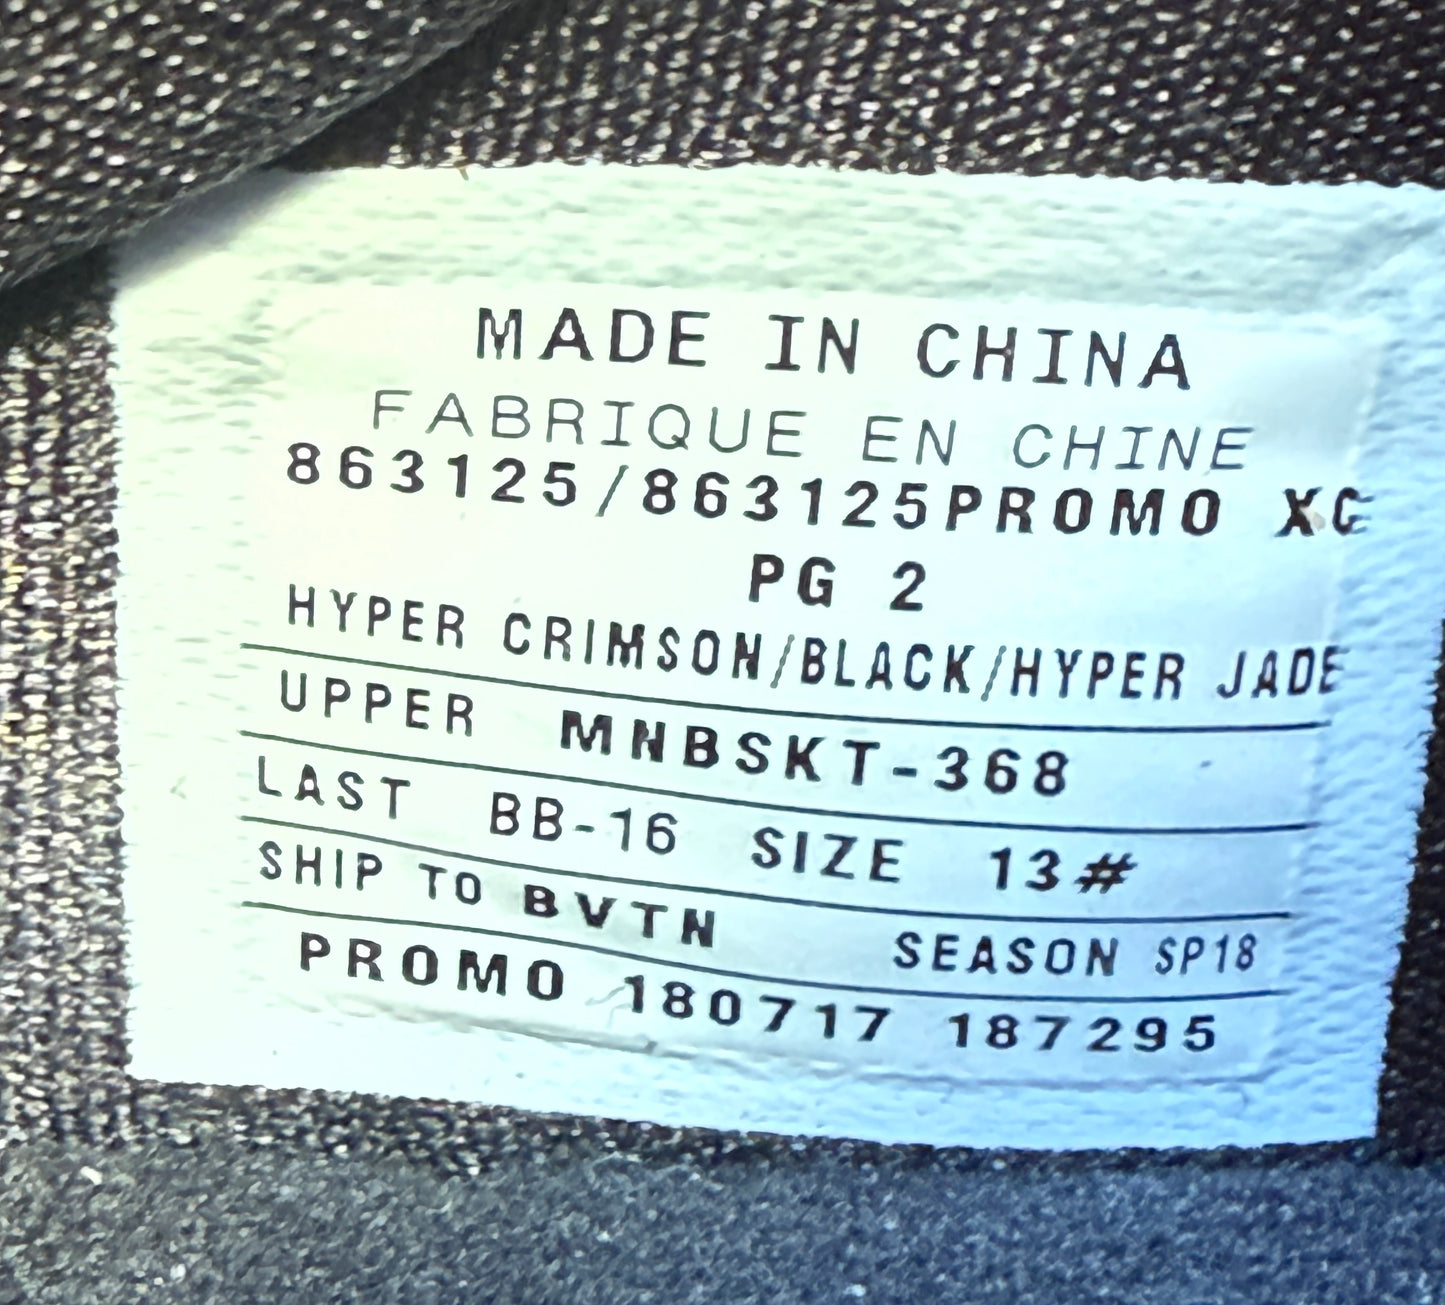 MADE IN CHINA
FABRIQUE EN CHINE
863125/863125PROMO XC
PG 2
HYPER CRIMSON/BLACK/HYPER JADE
UPPER MNBSKT-368
LAST BB-16 SIZE 13#
SHIP TO BVTN SEASON SP18
PROMO 180717 187295